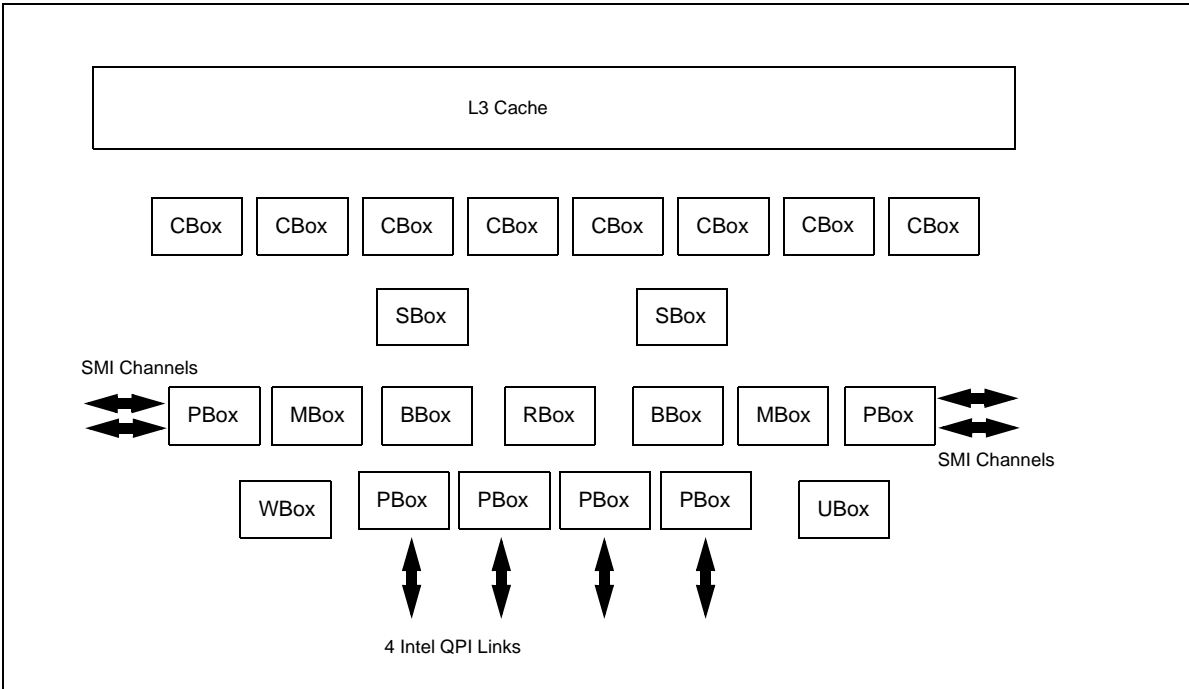 L3 Cache
CBox CBox CBox CBox CBox CBox CBox CBox
SBox SBox
SMI Channels
PBox MBox BBox RBox BBox MBox PBox
SMI Channels
WBox PBox PBox PBox PBox UBox
4 Intel QPI Links